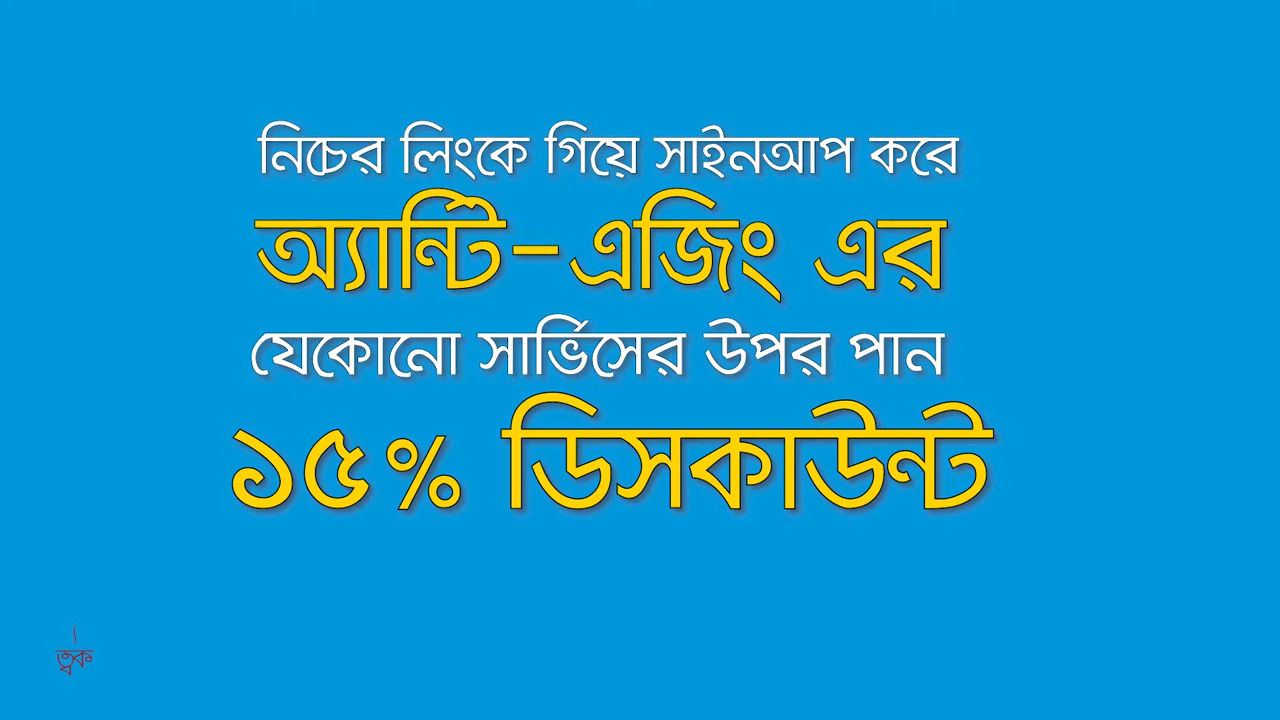 নিচের লিংকে গিয়ে সাইনআপ করে
অ্যান্টি-এজিং এর
যেকোনো সার্ভিসের উপর পান
১৫% ডিসকাউন্ট
ত্বক